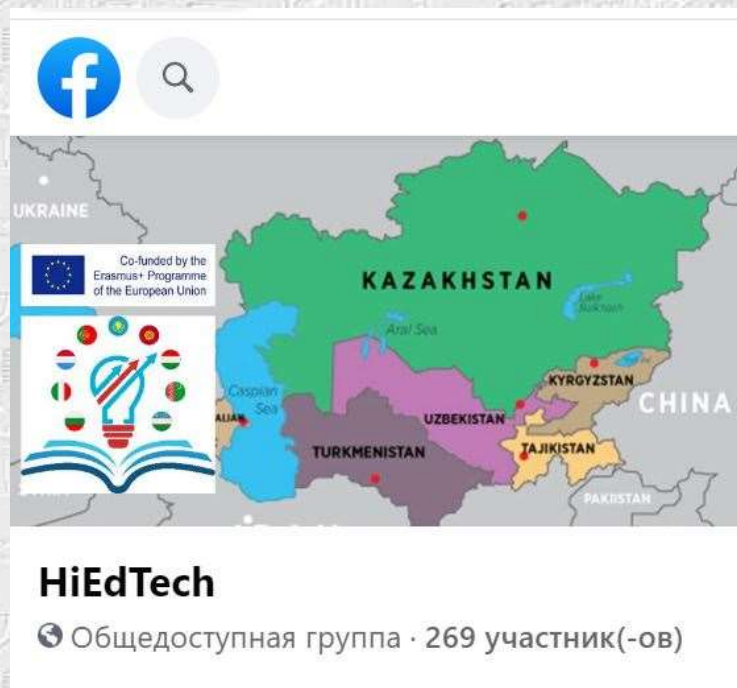 UKRAINE
Co-funded by the
Erasmus+ Programme
of the European Union
KAZAKHSTAN
Aral Sea
Lake
Caspian
Sea
KYRGYZSTAN
CHINA
UZBEKISTAN
TURKMENISTAN
TAJIKISTAN
PAKISTAN
HiEdTech
Общедоступная группа · 269 участник(-ов)